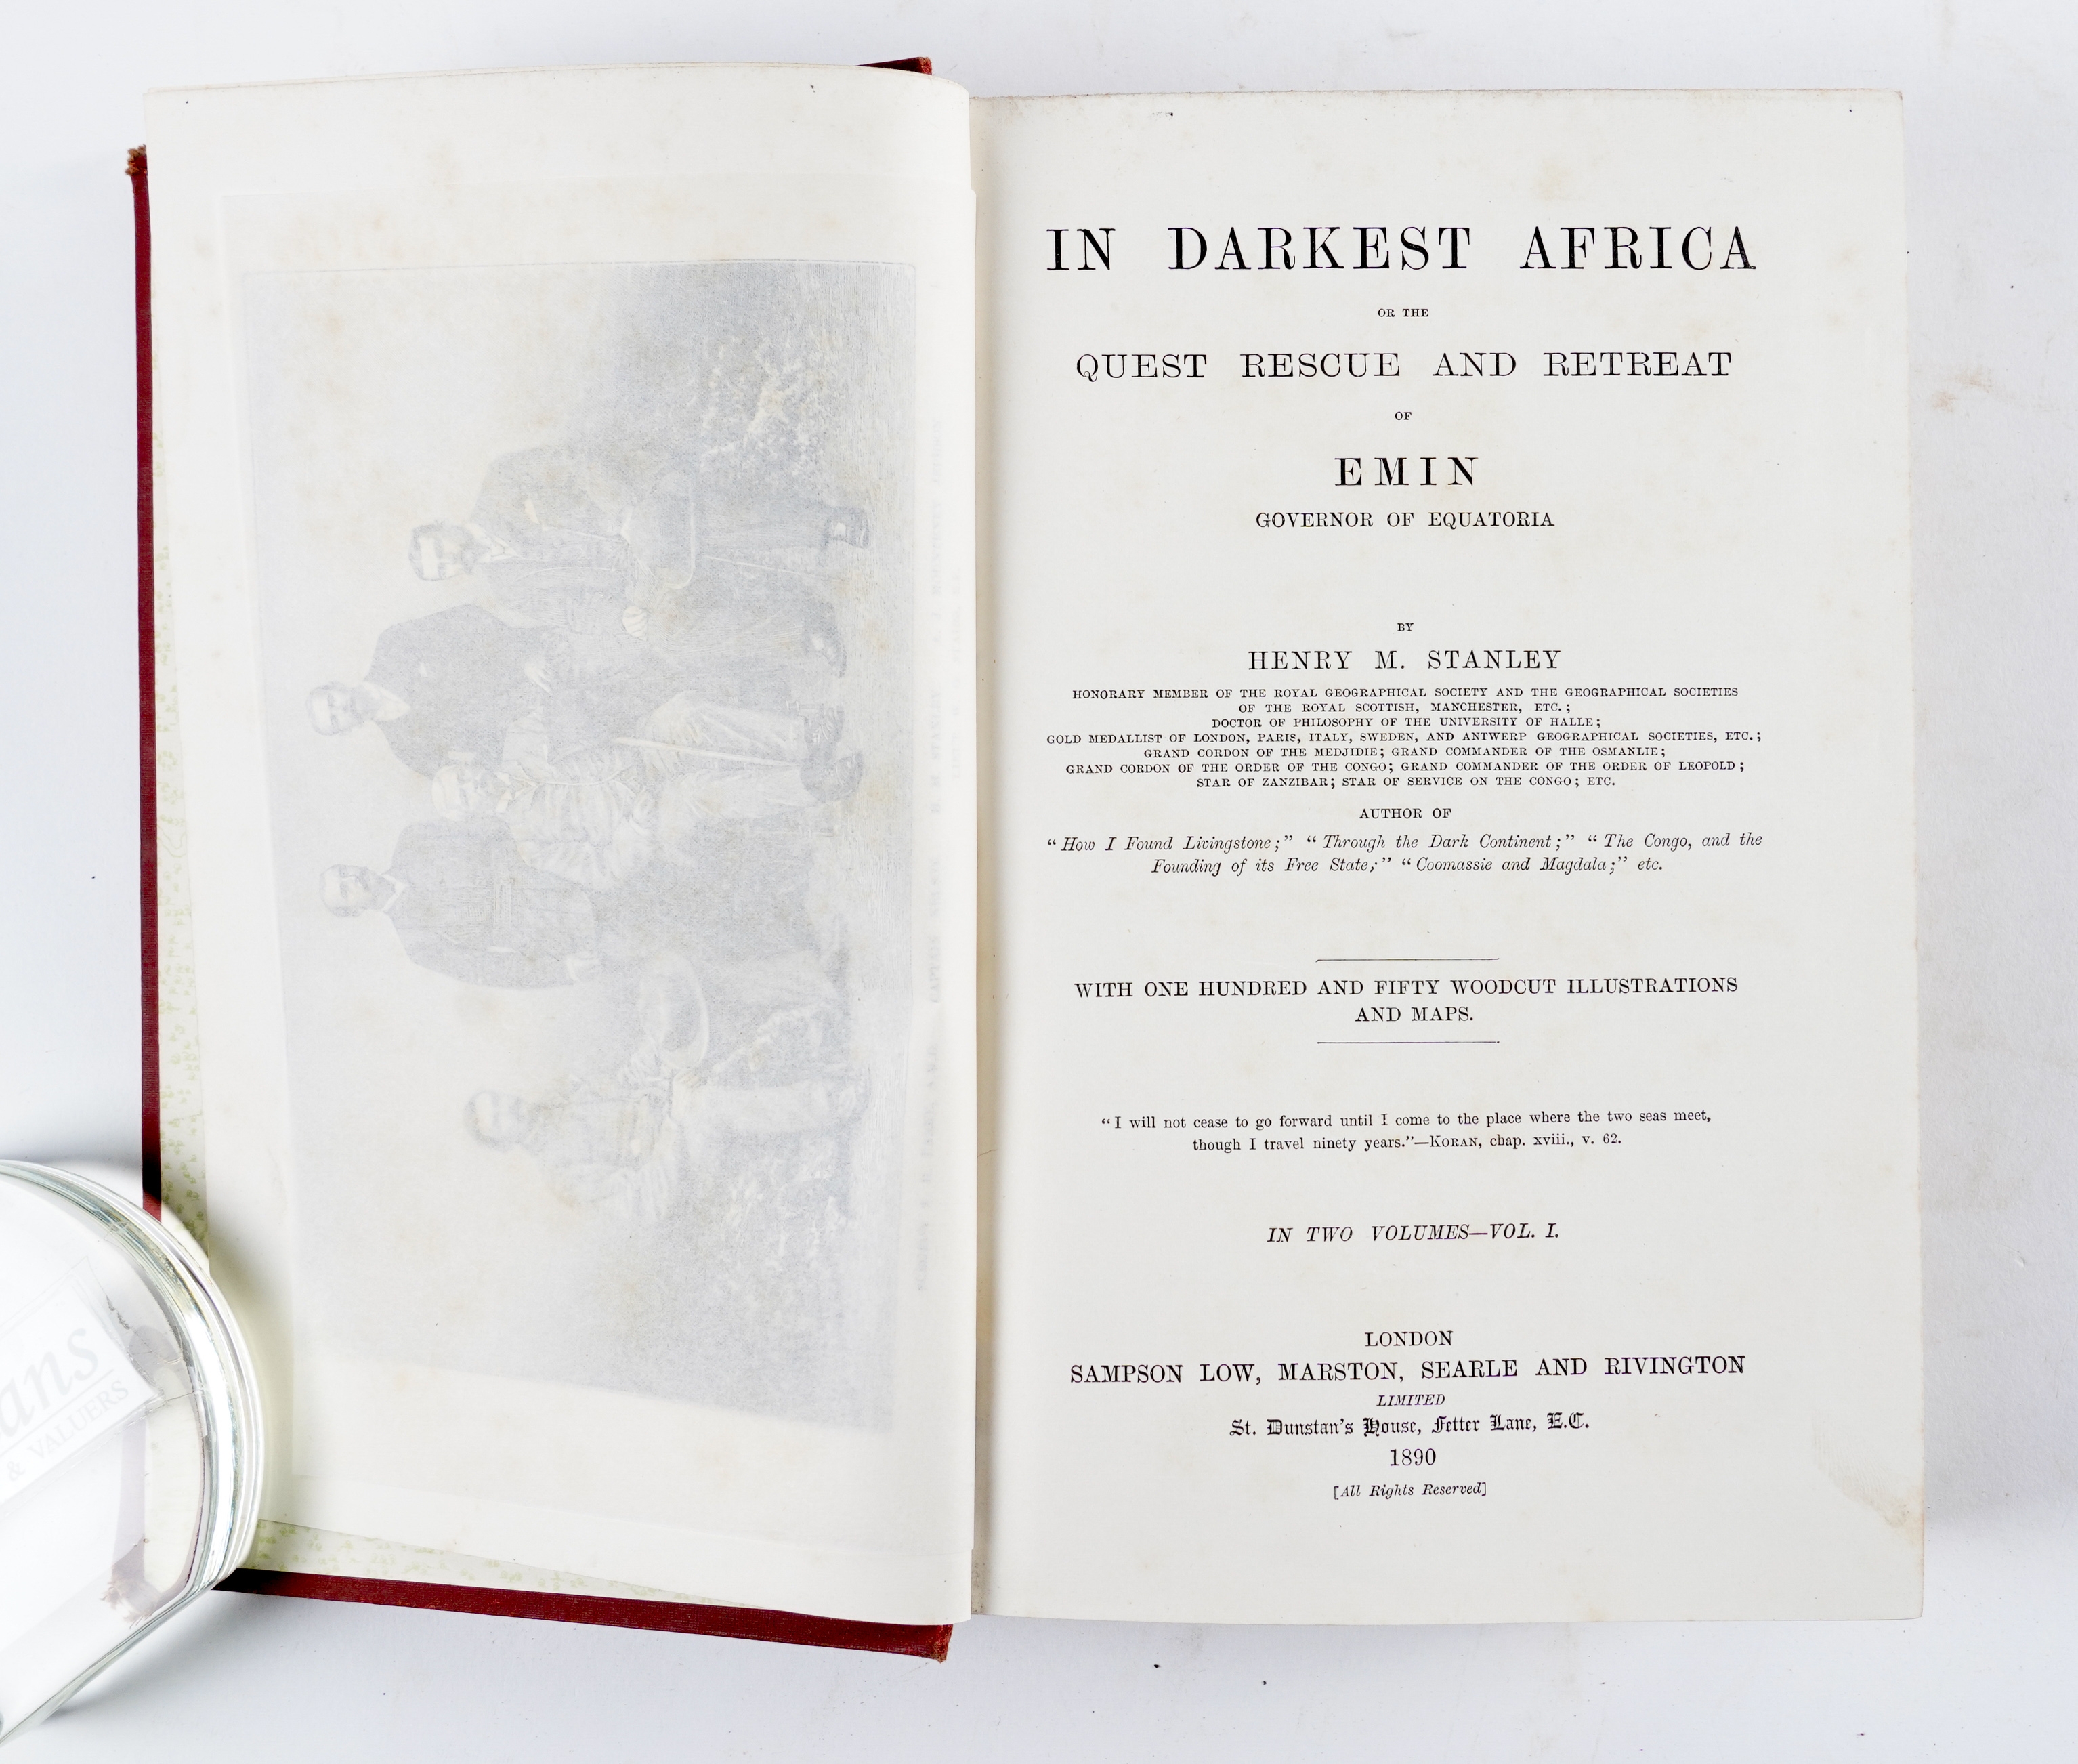 IN DARKEST AFRICA
OR THE
QUEST RESCUE AND RETREAT
OF
EMIN
GOVERNOR OF EQUATORIA
BY
HENRY M. STANLEY
HONORARY MEMBER OF THE ROYAL GEOGRAPHICAL SOCIETY AND THE GEOGRAPHICAL SOCIETIES
OF THE ROYAL SCOTTISH, MANCHESTER, ETC.;
DOCTOR OF PHILOSOPHY OF THE UNIVERSITY OF HALLE;
GOLD MEDALLIST OF LONDON, PARIS, ITALY, SWEDEN, AND ANTWERP GEOGRAPHICAL SOCIETIES, ETC.;
GRAND CORDON OF THE MEDJIDIE; GRAND COMMANDER OF THE OSMANLIE;
GRAND CORDON OF THE ORDER OF THE CONGO; GRAND COMMANDER OF THE ORDER OF LEOPOLD;
STAR OF ZANZIBAR; STAR OF SERVICE ON THE CONGO; ETC.
AUTHOR OF
"How I Found Livingstone;" "Through the Dark Continent;" "The Congo, and the
Founding of its Free State;" "Coomassie and Magdala;" etc.
WITH ONE HUNDRED AND FIFTY WOODCUT ILLUSTRATIONS
AND MAPS.
"I will not cease to go forward until I come to the place where the two seas meet,
though I travel ninety years."—KORAN, chap. xviii., v. 62.
IN TWO VOLUMES—VOL. I.
LONDON
SAMPSON LOW, MARSTON, SEARLE AND RIVINGTON
LIMITED
St. Dunstan's House, Fetter Lane, E.C.
1890
[All Rights Reserved]
ans
& VALUERS